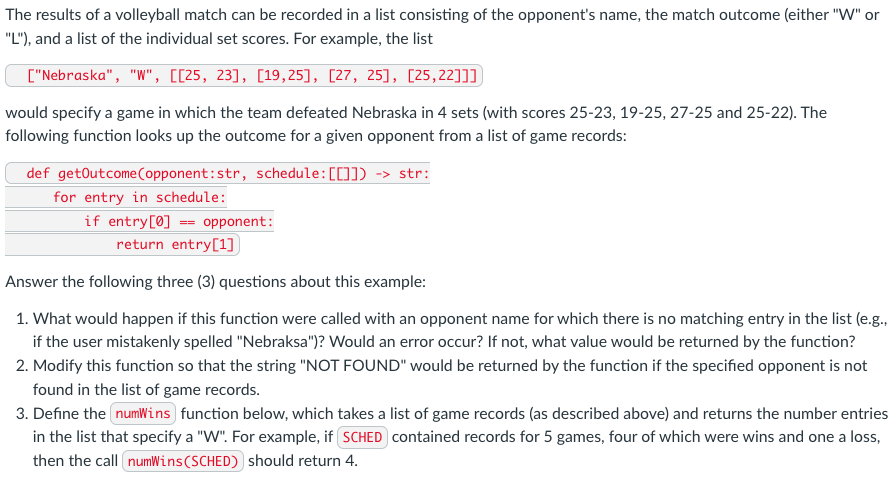 The results of a volleyball match can be recorded in a list consisting of the opponent's name, the match outcome (either "W" or
"L"), and a list of the individual set scores. For example, the list
["Nebraska", "W", [[25, 23], [19,25], [27, 25], [25,22]]]
would specify a game in which the team defeated Nebraska in 4 sets (with scores 25-23, 19-25, 27-25 and 25-22). The
following function looks up the outcome for a given opponent from a list of game records:
def getOutcome(opponent:str, schedule:[[]]) -> str:
for entry in schedule:
if entry[0] == opponent:
return entry[1]
Answer the following three (3) questions about this example:
1. What would happen if this function were called with an opponent name for which there is no matching entry in the list (e.g.,
if the user mistakenly spelled "Nebraksa")? Would an error occur? If not, what value would be returned by the function?
2. Modify this function so that the string "NOT FOUND" would be returned by the function if the specified opponent is not
found in the list of game records.
3. Define the numWins function below, which takes a list of game records (as described above) and returns the number entries
in the list that specify a "W". For example, if SCHED contained records for 5 games, four of which were wins and one a loss,
then the call numWins(SCHED) should return 4.